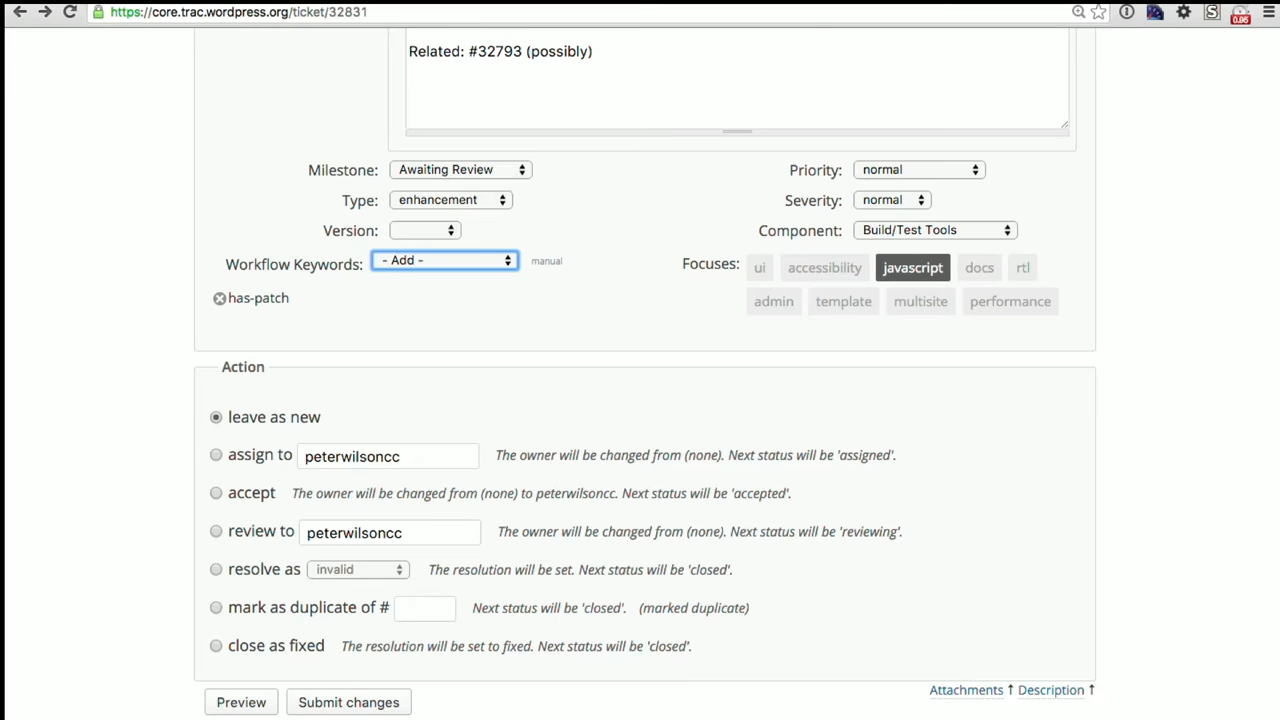 https://core.trac.wordpress.org/ticket/32831
S
0.95
Related: #32793 (possibly)
Milestone: Awaiting Review
Priority: normal
Type: enhancement
Severity: normal
Version:
Component: Build/Test Tools
Workflow Keywords: - Add - manual
Focuses: ui accessibility javascript docs rtl
has-patch
admin template multisite performance
Action
leave as new
assign to peterwilsoncc The owner will be changed from (none). Next status will be 'assigned'.
accept The owner will be changed from (none) to peterwilsoncc. Next status will be 'accepted'.
review to peterwilsoncc The owner will be changed from (none). Next status will be 'reviewing'.
resolve as invalid The resolution will be set. Next status will be 'closed'.
mark as duplicate of # Next status will be 'closed'. (marked duplicate)
close as fixed The resolution will be set to fixed. Next status will be 'closed'.
Attachments ↑ Description ↑
Preview Submit changes